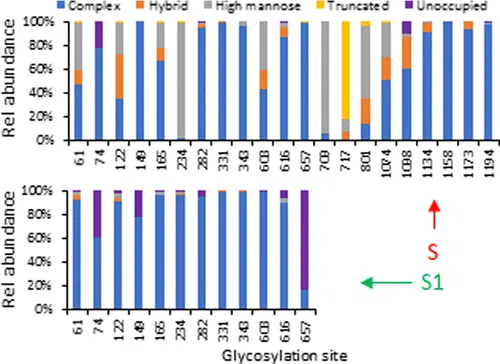 Complex Hybrid High mannose Truncated Unoccupied
Rel abundance
100%
80%
60%
40%
20%
0%
61 74 122 149 165 234 282 331 343 603 616 657 709 717 801 1074 1098 1134 1158 1173 1194
Rel abundance
100%
80%
60%
40%
20%
0%
61 74 122 149 165 234 282 331 343 603 616 657
S
S1
Glycosylation site